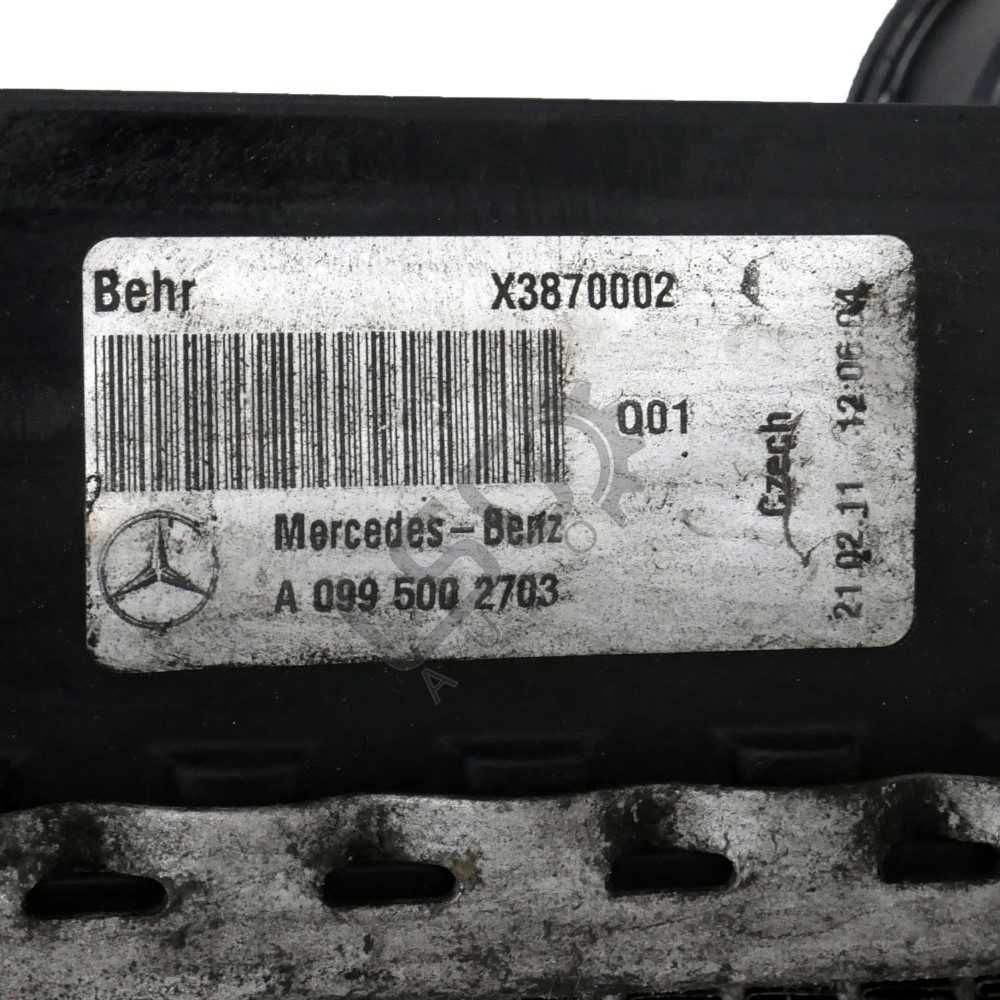 Behr
X3870002
Q01
Mercedes-Benz
A 099 500 2703
Czech
21.02.11 12:06:04